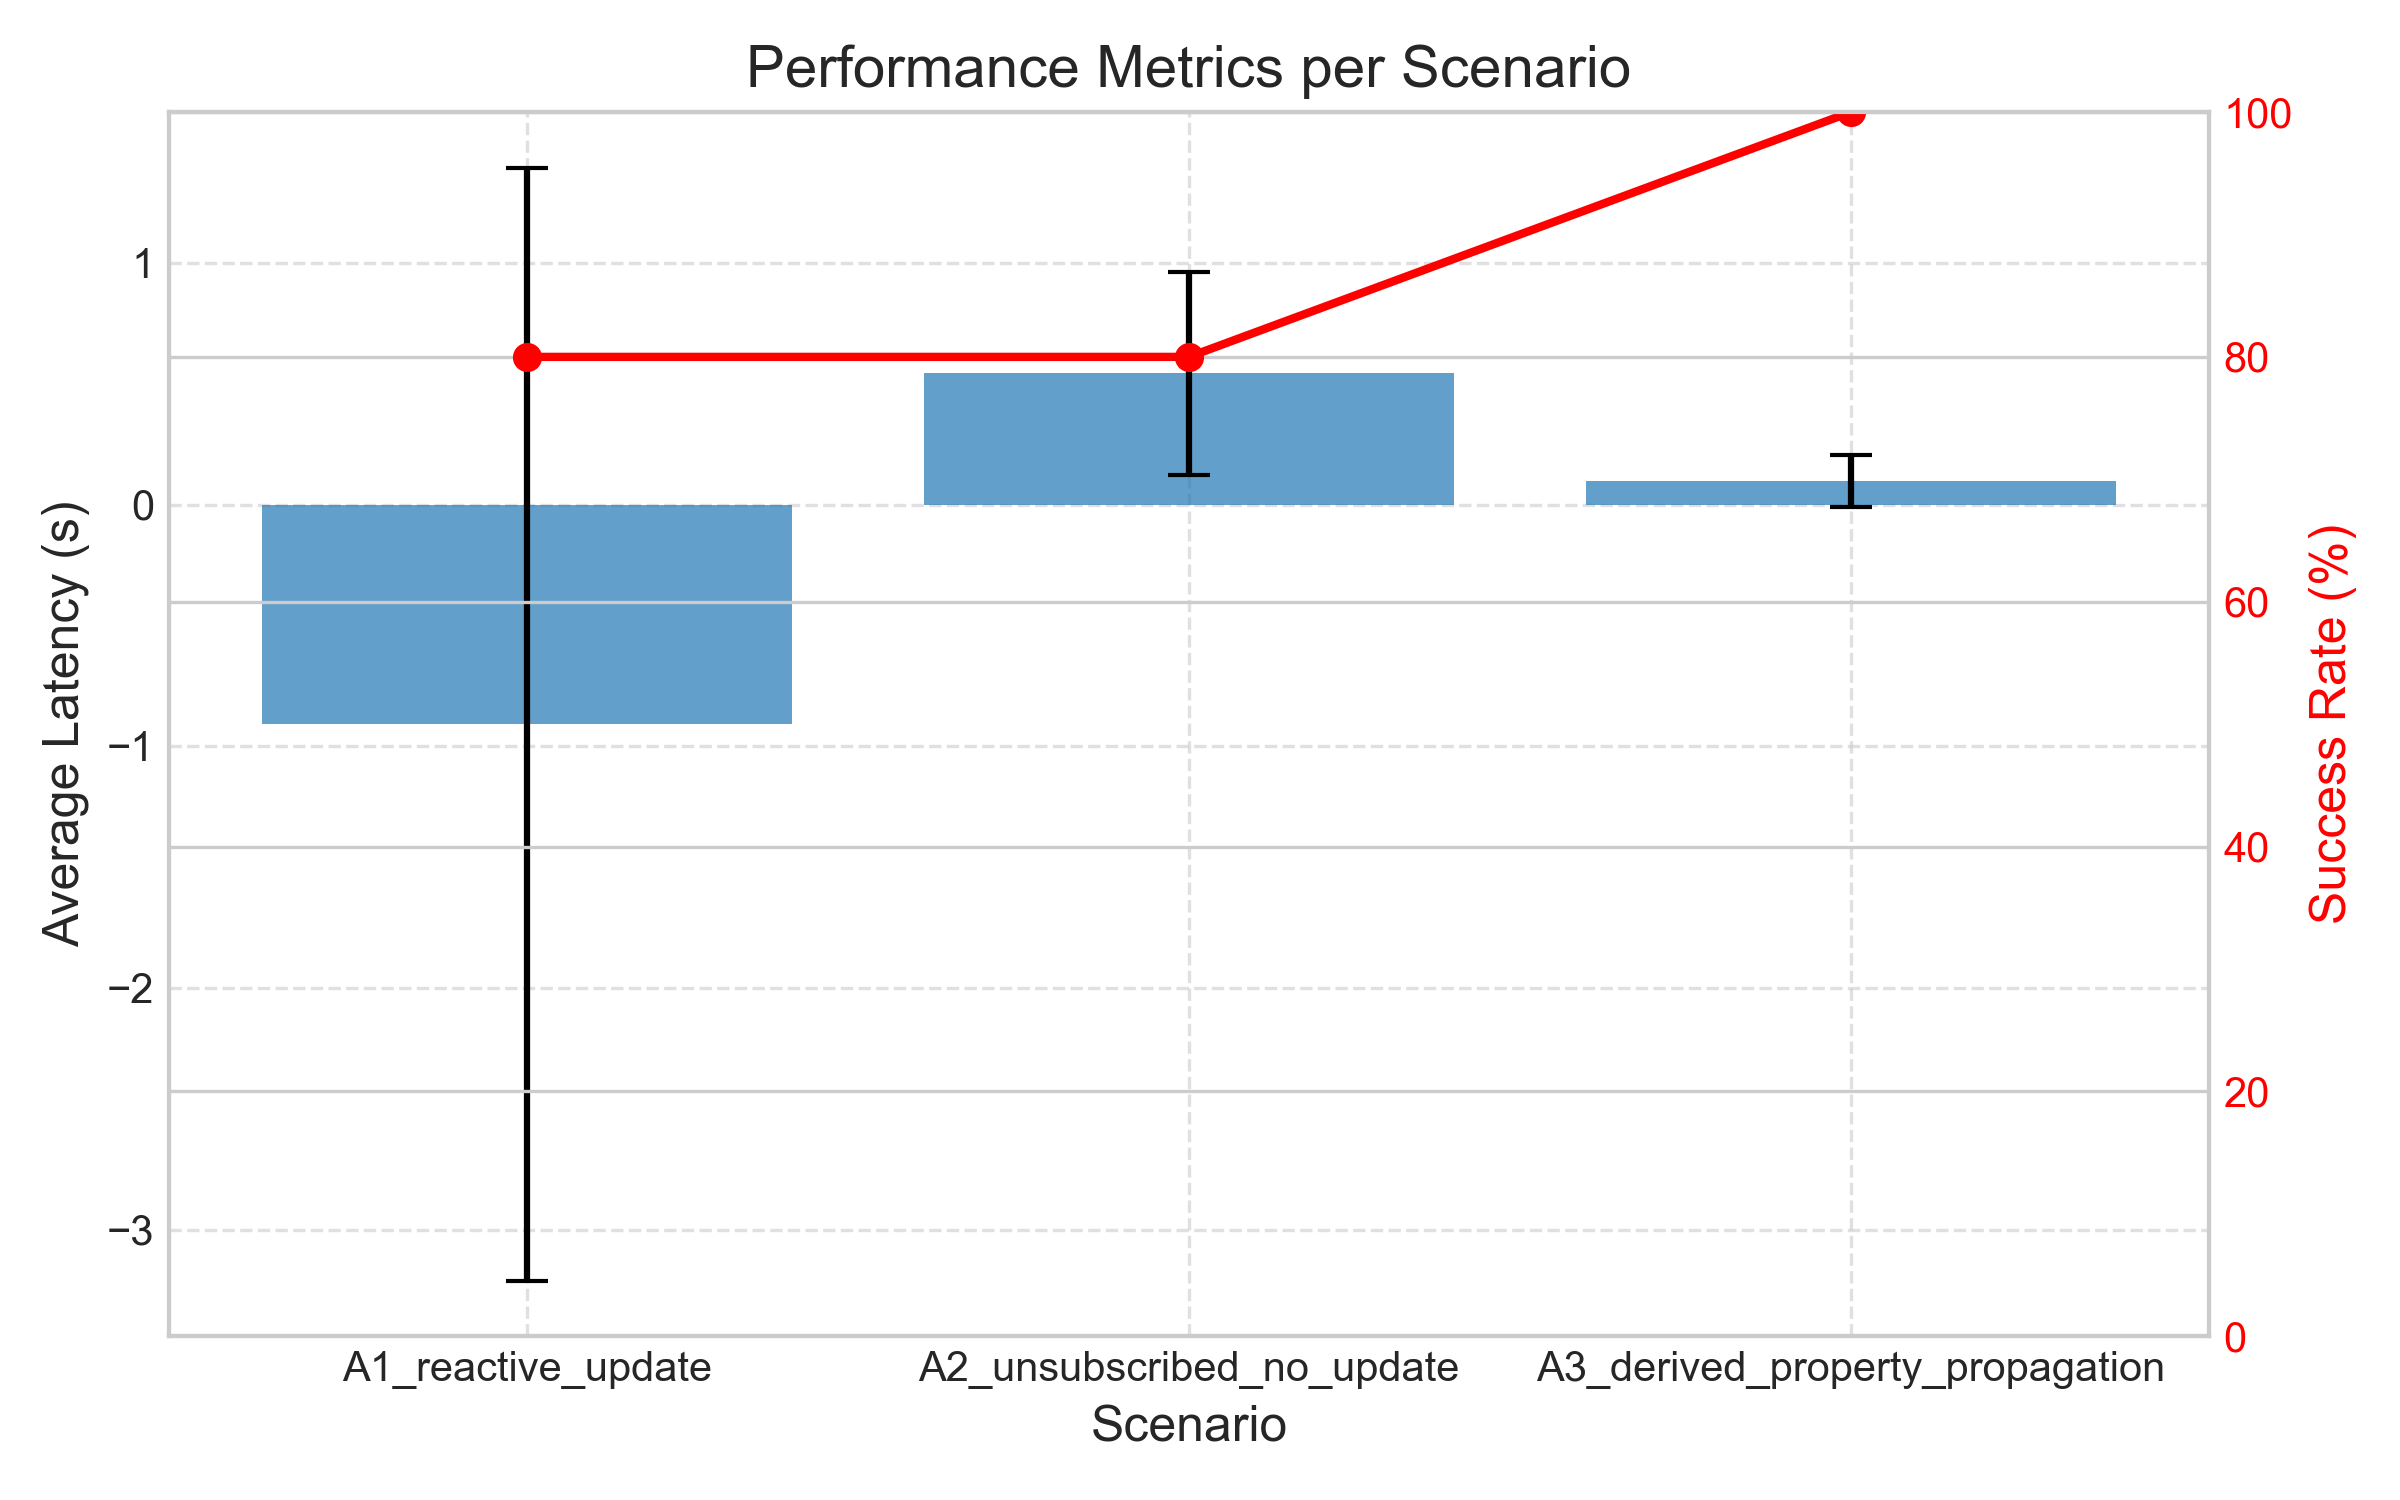 Performance Metrics per Scenario
Average Latency (s)
1
0
−1
−2
−3
100
80
60
40
20
0
Success Rate (%)
A1_reactive_update
A2_unsubscribed_no_update
A3_derived_property_propagation
Scenario